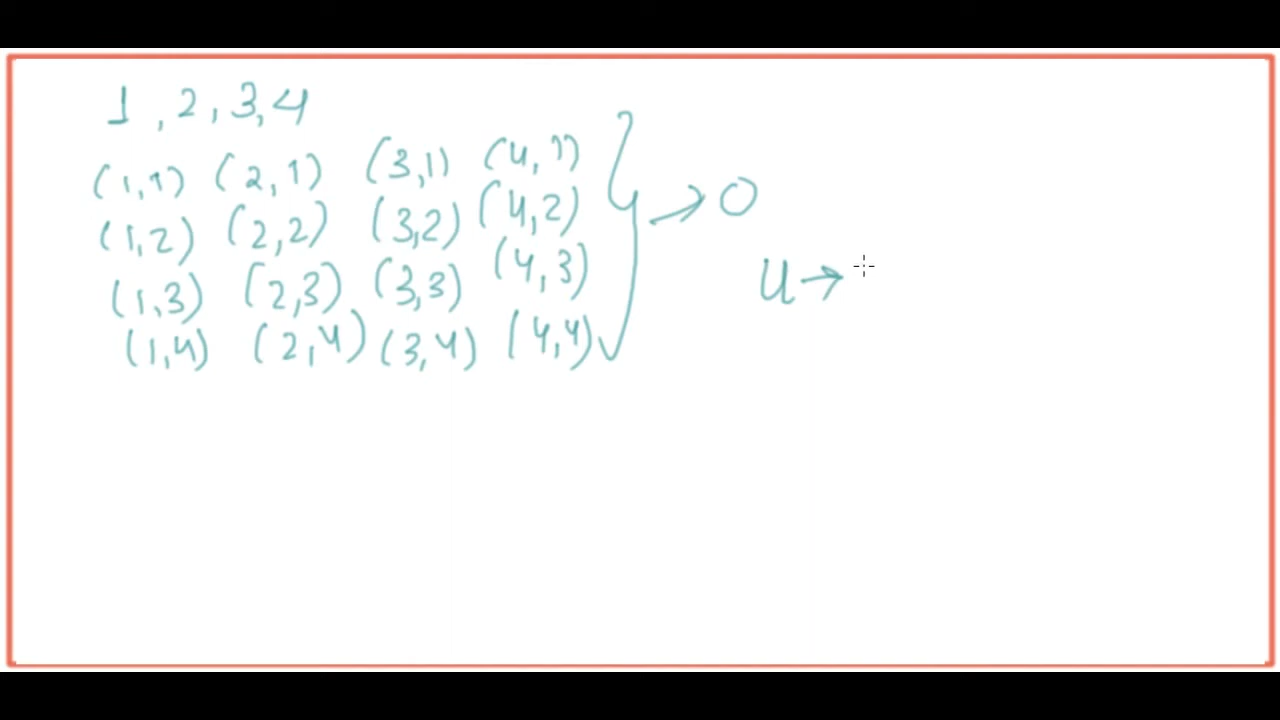 1, 2, 3, 4
(1,1) (2,1) (3,1) (4,1)
(1,2) (2,2) (3,2) (4,2)
(1,3) (2,3) (3,3) (4,3)
(1,4) (2,4) (3,4) (4,4)
} → O
U →